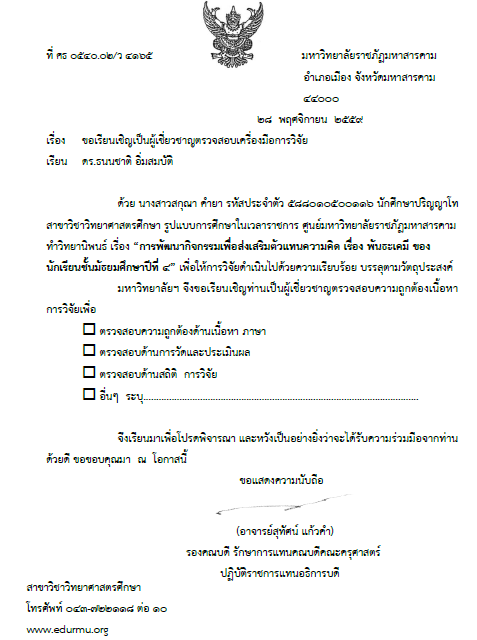 ที่ ศธ ๐๕๔๐.๐๒/ว ๔๑๖๕
มหาวิทยาลัยราชภัฏมหาสารคาม
อำเภอเมือง จังหวัดมหาสารคาม
๔๔๐๐๐
๒๘ พฤศจิกายน ๒๕๕๙
เรื่อง ขอเรียนเชิญเป็นผู้เชี่ยวชาญตรวจสอบเครื่องมือการวิจัย
เรียน ดร.ธนนชาติ อิ่มสมบัติ
ด้วย นางสาวสกุณา คำยา รหัสประจำตัว ๕๘๘๐๑๐๕๐๐๑๑๖ นักศึกษาปริญญาโท
สาขาวิชาวิทยาศาสตรศึกษา รูปแบบการศึกษาในเวลาราชการ ศูนย์มหาวิทยาลัยราชภัฏมหาสารคาม
ทำวิทยานิพนธ์ เรื่อง “การพัฒนากิจกรรมเพื่อส่งเสริมตัวแทนความคิด เรื่อง พันธะเคมี ของ
นักเรียนชั้นมัธยมศึกษาปีที่ ๔” เพื่อให้การวิจัยดำเนินไปด้วยความเรียบร้อย บรรลุตามวัตถุประสงค์
มหาวิทยาลัยฯ จึงขอเรียนเชิญท่านเป็นผู้เชี่ยวชาญตรวจสอบความถูกต้องเนื้อหา
การวิจัยเพื่อ
☐ ตรวจสอบความถูกต้องด้านเนื้อหา ภาษา
☐ ตรวจสอบด้านการวัดและประเมินผล
☐ ตรวจสอบด้านสถิติ การวิจัย
☐ อื่นๆ ระบุ..........................................................................................
จึงเรียนมาเพื่อโปรดพิจารณา และหวังเป็นอย่างยิ่งว่าจะได้รับความร่วมมือจากท่าน
ด้วยดี ขอขอบคุณมา ณ โอกาสนี้
ขอแสดงความนับถือ
(อาจารย์สุทัศน์ แก้วคำ)
รองคณบดี รักษาการแทนคณบดีคณะครุศาสตร์
ปฏิบัติราชการแทนอธิการบดี
สาขาวิชาวิทยาศาสตรศึกษา
โทรศัพท์ ๐๔๓-๗๒๒๑๑๘ ต่อ ๑๐
www.edurmu.org